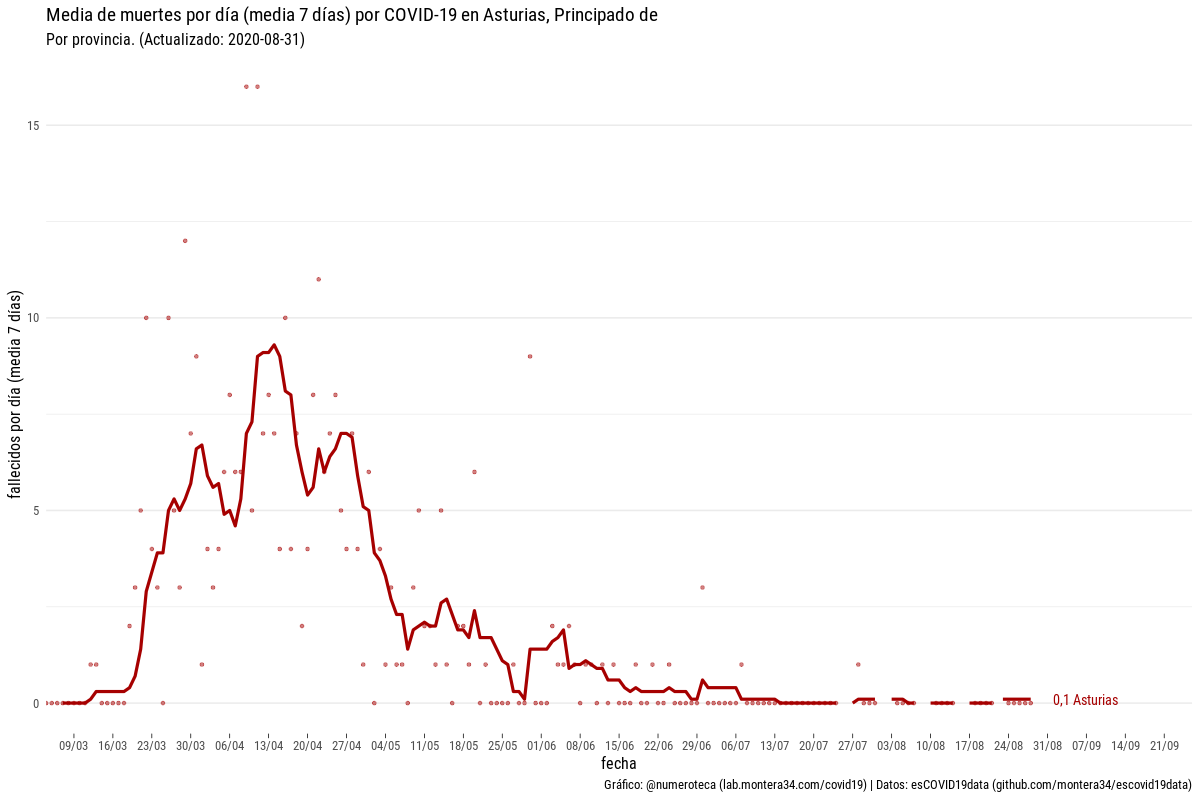 Media de muertes por día (media 7 días) por COVID-19 en Asturias, Principado de
Por provincia. (Actualizado: 2020-08-31)
fallecidos por día (media 7 días)
15
10
5
0
0,1 Asturias
09/03 16/03 23/03 30/03 06/04 13/04 20/04 27/04 04/05 11/05 18/05 25/05 01/06 08/06 15/06 22/06 29/06 06/07 13/07 20/07 27/07 03/08 10/08 17/08 24/08 31/08 07/09 14/09 21/09
fecha
Gráfico: @numeroteca (lab.montera34.com/covid19) | Datos: esCOVID19data (github.com/montera34/escovid19data)